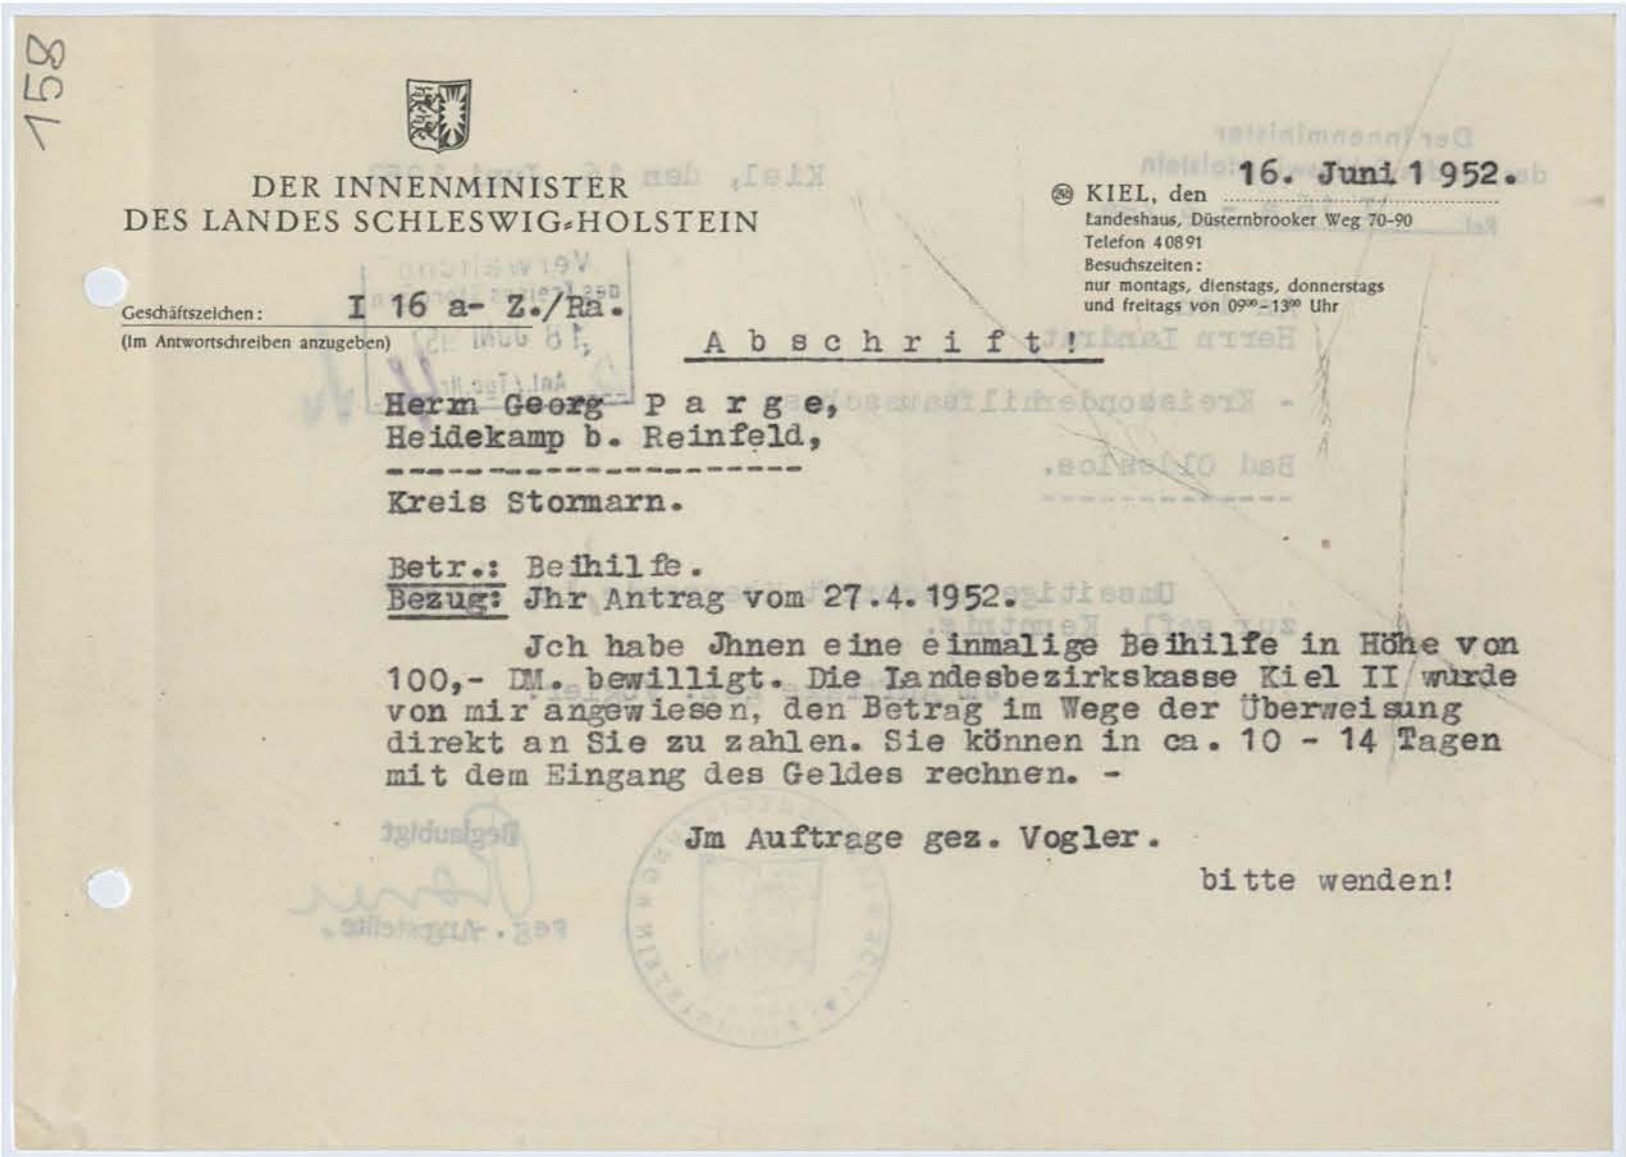 158
DER INNENMINISTER
DES LANDES SCHLESWIG-HOLSTEIN
KIEL, den 16. Juni 1952.
Landeshaus, Düsternbrooker Weg 70-90
Telefon 40891
Besuchszeiten:
nur montags, dienstags, donnerstags
und freitags von 09⁰⁰-13⁰⁰ Uhr
Geschäftszeichen: I 16 a- Z./Ra.
(Im Antwortschreiben anzugeben)
Abschrift!
Herrn Georg Parge,
Heidekamp b. Reinfeld,
Kreis Stormarn.
Betr.: Beihilfe.
Bezug: Jhr Antrag vom 27.4.1952.
Jch habe Jhnen eine einmalige Beihilfe in Höhe von
100,- DM. bewilligt. Die Landesbezirkskasse Kiel II wurde
von mir angewiesen, den Betrag im Wege der Überweisung
direkt an Sie zu zahlen. Sie können in ca. 10 - 14 Tagen
mit dem Eingang des Geldes rechnen. -
Jm Auftrage gez. Vogler.
bitte wenden!